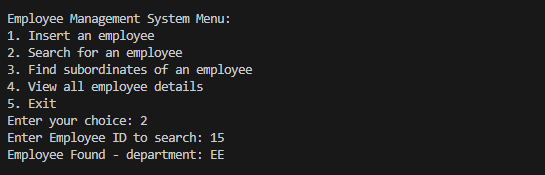 Employee Management System Menu:
1. Insert an employee
2. Search for an employee
3. Find subordinates of an employee
4. View all employee details
5. Exit
Enter your choice: 2
Enter Employee ID to search: 15
Employee Found - department: EE